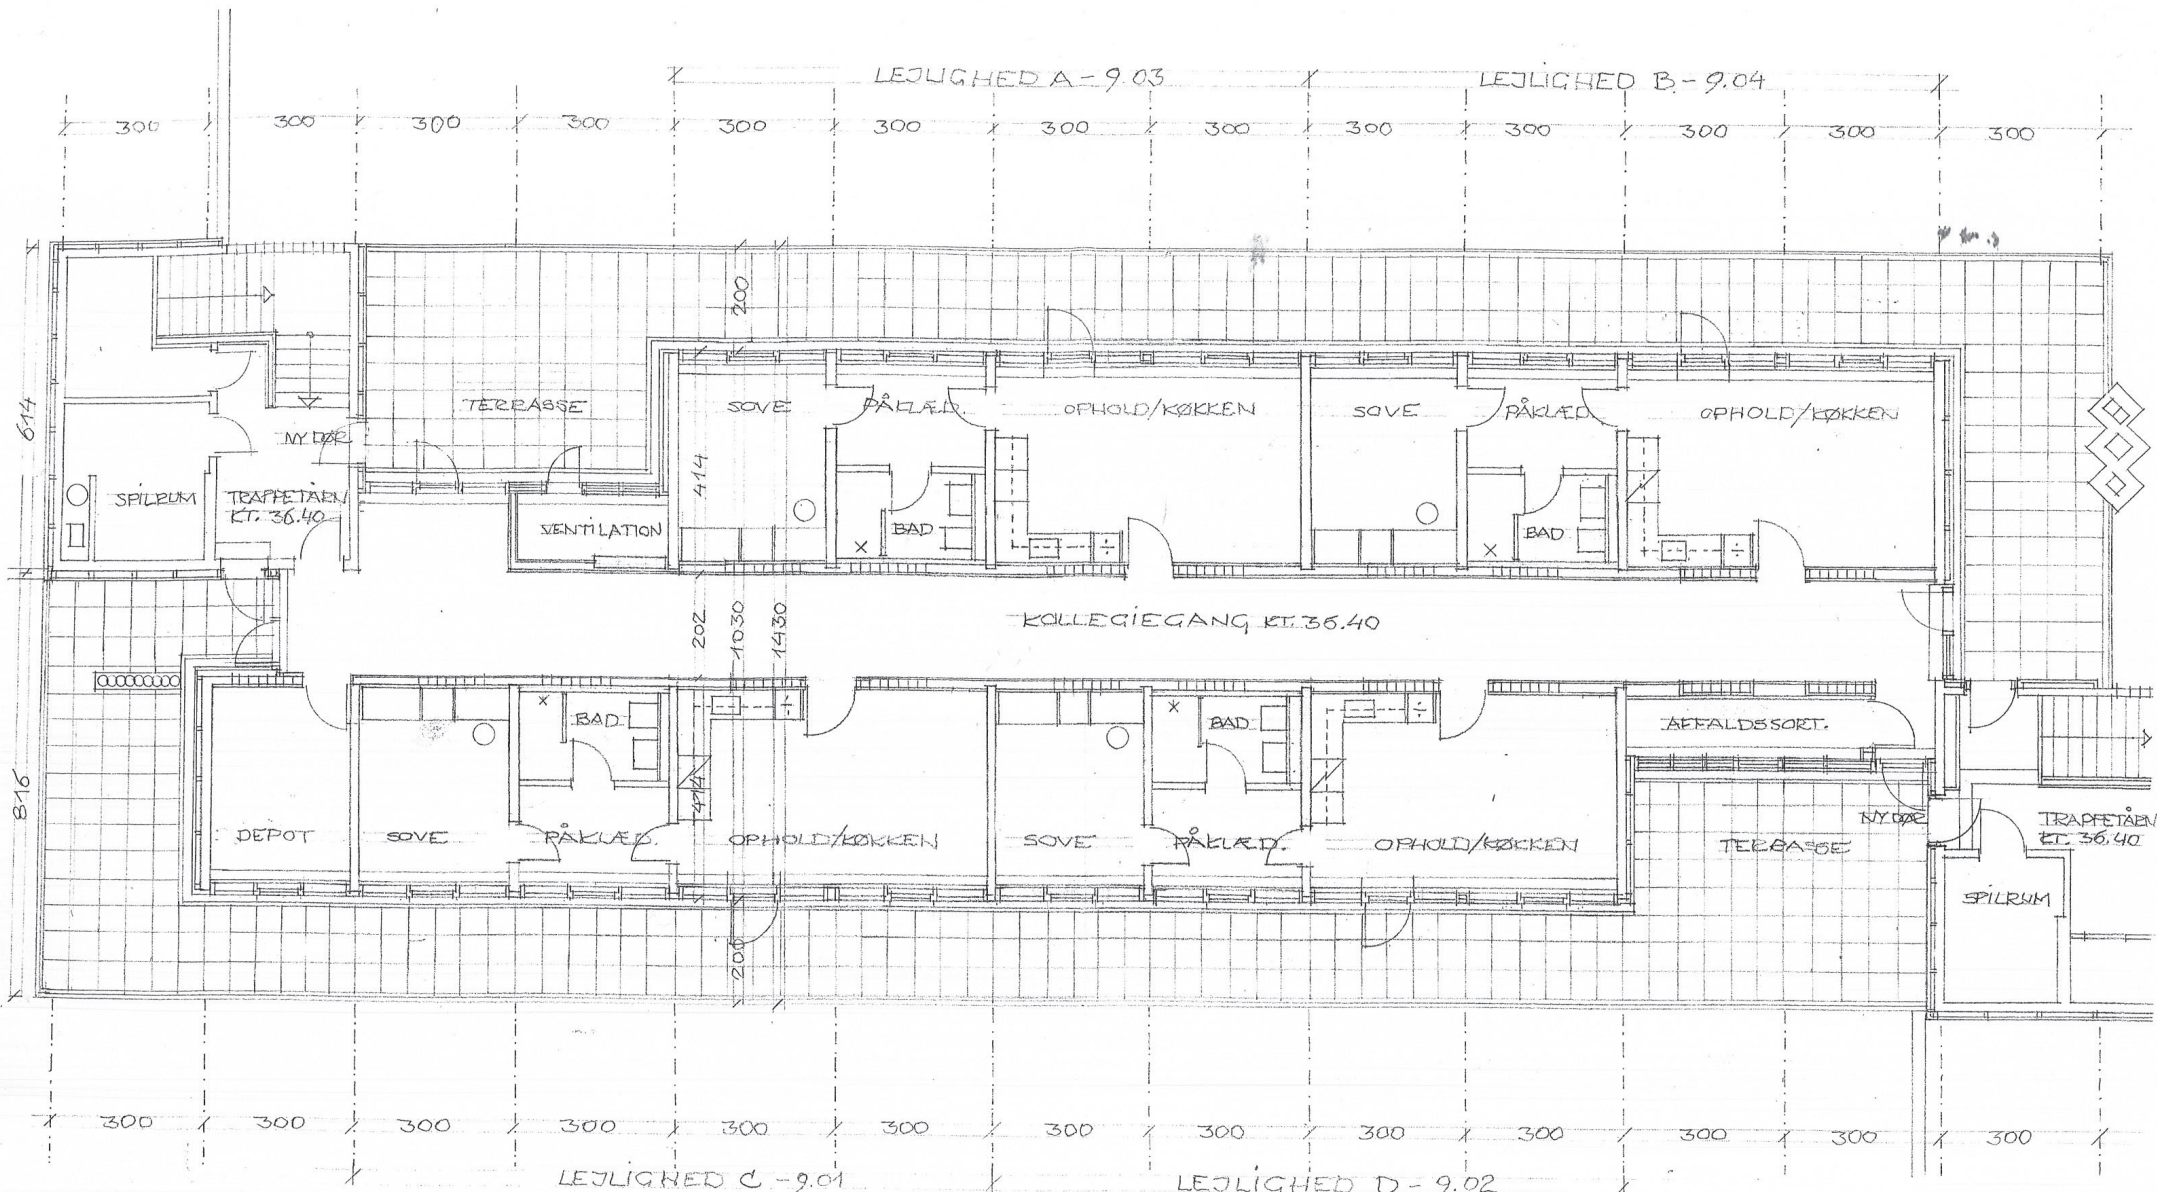 LEJLIGHED A - 9.03
LEJLIGHED B - 9.04
300 300 300 300 300 300 300 300 300 300 300 300 300
200
614
TERRASSE
SOVE
PÅKLÆD.
OPHOLD/KØKKEN
SOVE
PÅKLÆD.
OPHOLD/KØKKEN
NY DØR
414
SPILRUM
TRAPPETÅRN
KT. 36.40
VENTILATION
BAD
BAD
202
1030
1430
KOLLEGIEGANG KT. 36.40
BAD
BAD
AFFALDSSORT.
816
414
DEPOT
SOVE
PÅKLÆD.
OPHOLD/KØKKEN
SOVE
PÅKLÆD.
OPHOLD/KØKKEN
TERRASSE
NY DØR
TRAPPETÅRN
KT. 36.40
SPILRUM
200
300 300 300 300 300 300 300 300 300 300 300 300 300
LEJLIGHED C - 9.01
LEJLIGHED D - 9.02